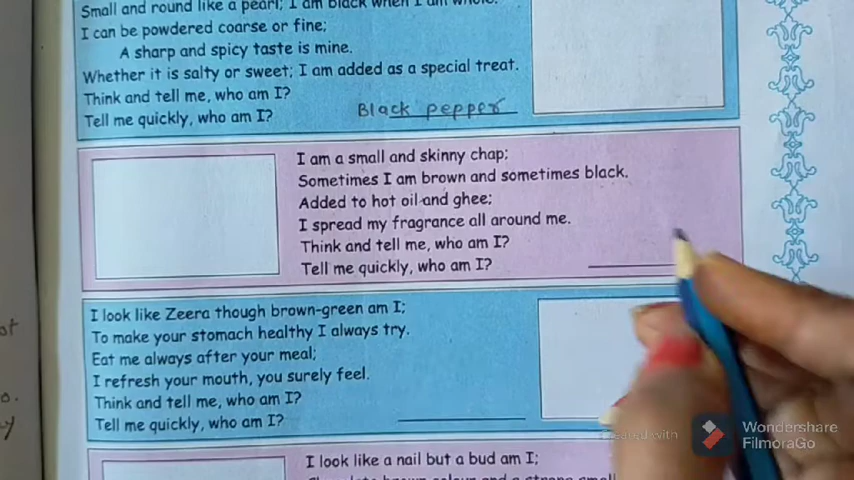 Small and round like a pearl; I am black when I am whole.
I can be powdered coarse or fine;
A sharp and spicy taste is mine.
Whether it is salty or sweet; I am added as a special treat.
Think and tell me, who am I?
Tell me quickly, who am I? Black pepper
I am a small and skinny chap;
Sometimes I am brown and sometimes black.
Added to hot oil and ghee;
I spread my fragrance all around me.
Think and tell me, who am I?
Tell me quickly, who am I?
I look like Zeera though brown-green am I;
To make your stomach healthy I always try.
Eat me always after your meal;
I refresh your mouth, you surely feel.
Think and tell me, who am I?
Tell me quickly, who am I?
I look like a nail but a bud am I;
Created with
Wondershare
FilmoraGo